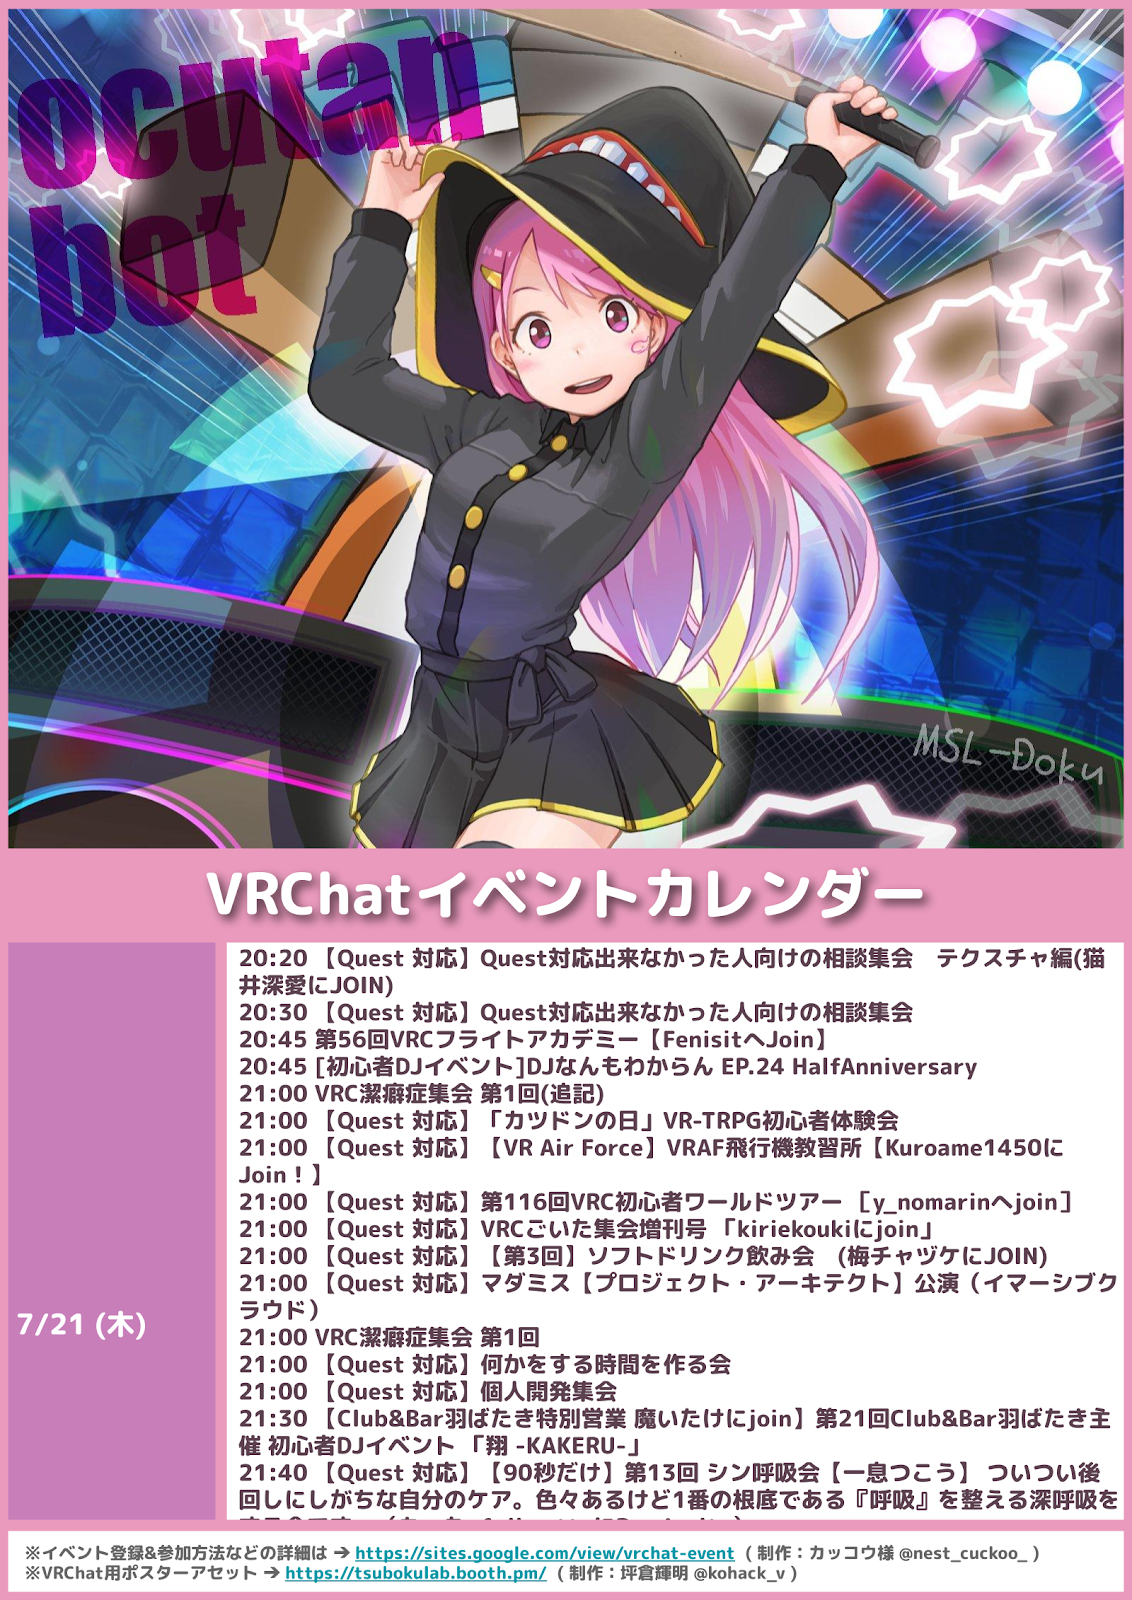 ocutan
bot
MSL-Doku
VRChatイベントカレンダー
7/21 (木)
20:20 【Quest 対応】Quest対応出来なかった人向けの相談集会　テクスチャ編(猫
井深愛にJOIN)
20:30 【Quest 対応】Quest対応出来なかった人向けの相談集会
20:45 第56回VRCフライトアカデミー【FenisitへJoin】
20:45 [初心者DJイベント]DJなんもわからん EP.24 HalfAnniversary
21:00 VRC潔癖症集会 第1回(追記)
21:00 【Quest 対応】「カツドンの日」VR-TRPG初心者体験会
21:00 【Quest 対応】【VR Air Force】VRAF飛行機教習所【Kuroame1450に
Join！】
21:00 【Quest 対応】第116回VRC初心者ワールドツアー ［y_nomarinへjoin］
21:00 【Quest 対応】VRCごいた集会増刊号 「kiriekoukiにjoin」
21:00 【Quest 対応】【第3回】ソフトドリンク飲み会　(梅チャヅケにJOIN)
21:00 【Quest 対応】マダミス【プロジェクト・アーキテクト】公演（イマーシブク
ラウド）
21:00 VRC潔癖症集会 第1回
21:00 【Quest 対応】何かをする時間を作る会
21:00 【Quest 対応】個人開発集会
21:30 【Club&Bar羽ばたき特別営業 魔いたけにjoin】第21回Club&Bar羽ばたき主
催 初心者DJイベント 「翔 -KAKERU-」
21:40 【Quest 対応】【90秒だけ】第13回 シン呼吸会【一息つこう】 ついつい後
回しにしがちな自分のケア。色々あるけど1番の根底である『呼吸』を整える深呼吸を
※イベント登録&参加方法などの詳細は ➔ https://sites.google.com/view/vrchat-event ( 制作：カッコウ様 @nest_cuckoo_ )
※VRChat用ポスターアセット ➔ https://tsubokulab.booth.pm/ ( 制作：坪倉輝明 @kohack_v )